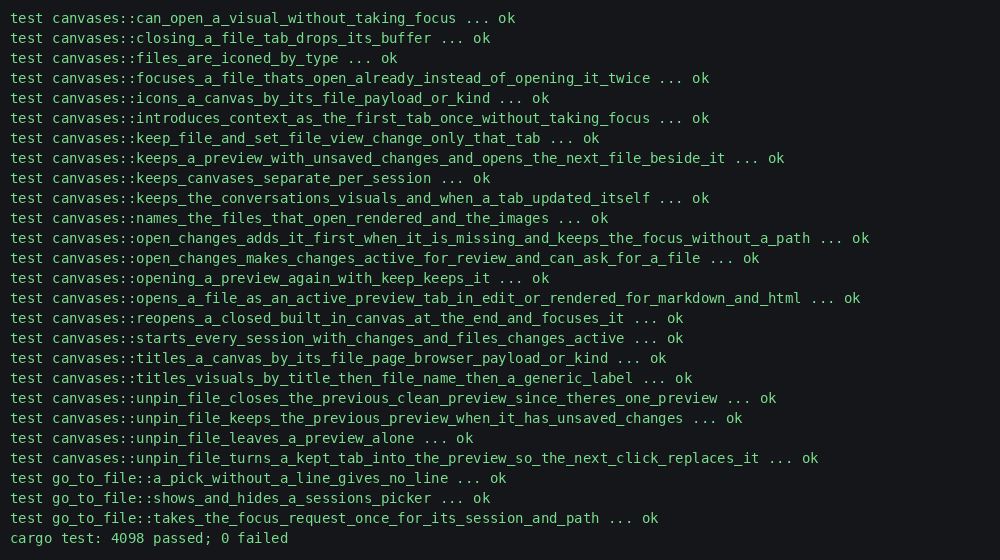 test canvases::can_open_a_visual_without_taking_focus ... ok
test canvases::closing_a_file_tab_drops_its_buffer ... ok
test canvases::files_are_iconed_by_type ... ok
test canvases::focuses_a_file_thats_open_already_instead_of_opening_it_twice ... ok
test canvases::icons_a_canvas_by_its_file_payload_or_kind ... ok
test canvases::introduces_context_as_the_first_tab_once_without_taking_focus ... ok
test canvases::keep_file_and_set_file_view_change_only_that_tab ... ok
test canvases::keeps_a_preview_with_unsaved_changes_and_opens_the_next_file_beside_it ... ok
test canvases::keeps_canvases_separate_per_session ... ok
test canvases::keeps_the_conversations_visuals_and_when_a_tab_updated_itself ... ok
test canvases::names_the_files_that_open_rendered_and_the_images ... ok
test canvases::open_changes_adds_it_first_when_it_is_missing_and_keeps_the_focus_without_a_path ... ok
test canvases::open_changes_makes_changes_active_for_review_and_can_ask_for_a_file ... ok
test canvases::opening_a_preview_again_with_keep_keeps_it ... ok
test canvases::opens_a_file_as_an_active_preview_tab_in_edit_or_rendered_for_markdown_and_html ... ok
test canvases::reopens_a_closed_built_in_canvas_at_the_end_and_focuses_it ... ok
test canvases::starts_every_session_with_changes_and_files_changes_active ... ok
test canvases::titles_a_canvas_by_its_file_page_browser_payload_or_kind ... ok
test canvases::titles_visuals_by_title_then_file_name_then_a_generic_label ... ok
test canvases::unpin_file_closes_the_previous_clean_preview_since_theres_one_preview ... ok
test canvases::unpin_file_keeps_the_previous_preview_when_it_has_unsaved_changes ... ok
test canvases::unpin_file_leaves_a_preview_alone ... ok
test canvases::unpin_file_turns_a_kept_tab_into_the_preview_so_the_next_click_replaces_it ... ok
test go_to_file::a_pick_without_a_line_gives_no_line ... ok
test go_to_file::shows_and_hides_a_sessions_picker ... ok
test go_to_file::takes_the_focus_request_once_for_its_session_and_path ... ok
cargo test: 4098 passed; 0 failed